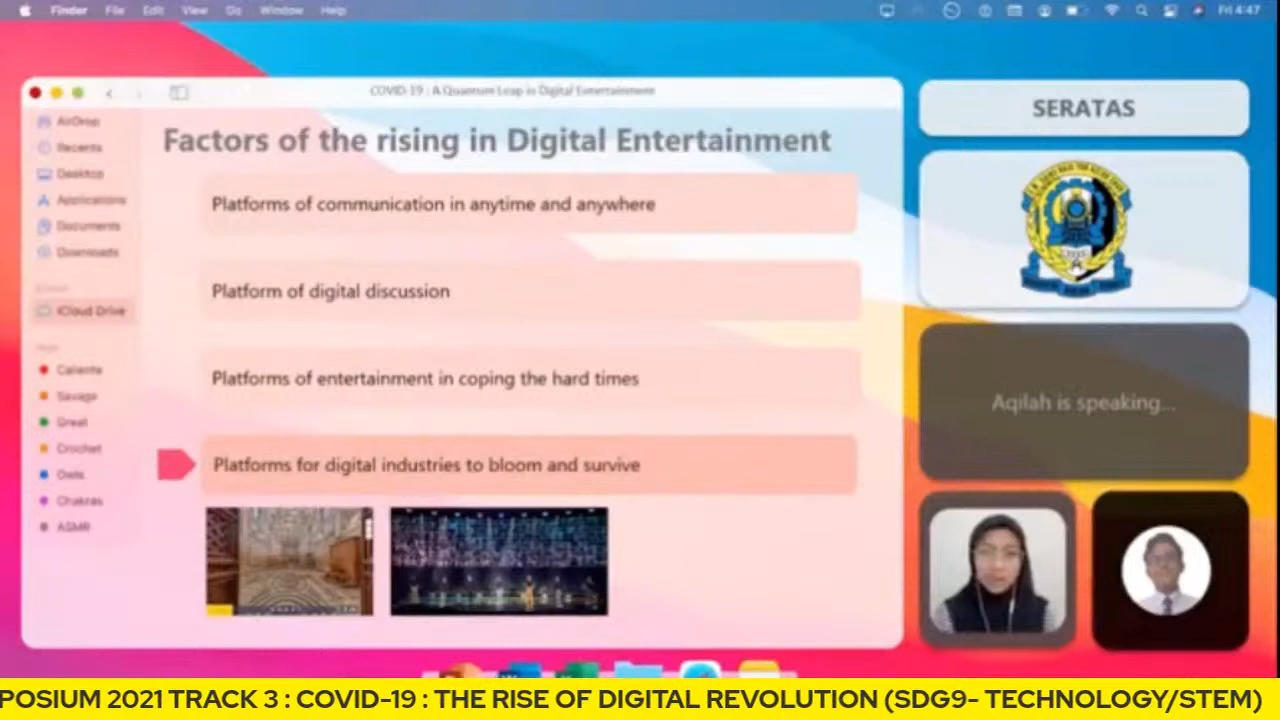 Finder File Edit View Go Window Help Fri 4:47
COVID-19 : A Quantum Leap in Digital Entertainment
AirDrop
Recents
Desktop
Applications
Documents
Downloads
iCloud Drive
Caliente
Savage
Great
Crochet
Owls
Chakras
ASMR
Factors of the rising in Digital Entertainment
Platforms of communication in anytime and anywhere
Platform of digital discussion
Platforms of entertainment in coping the hard times
Platforms for digital industries to bloom and survive
SERATAS
Aqilah is speaking...
POSIUM 2021 TRACK 3 : COVID-19 : THE RISE OF DIGITAL REVOLUTION (SDG9- TECHNOLOGY/STEM)